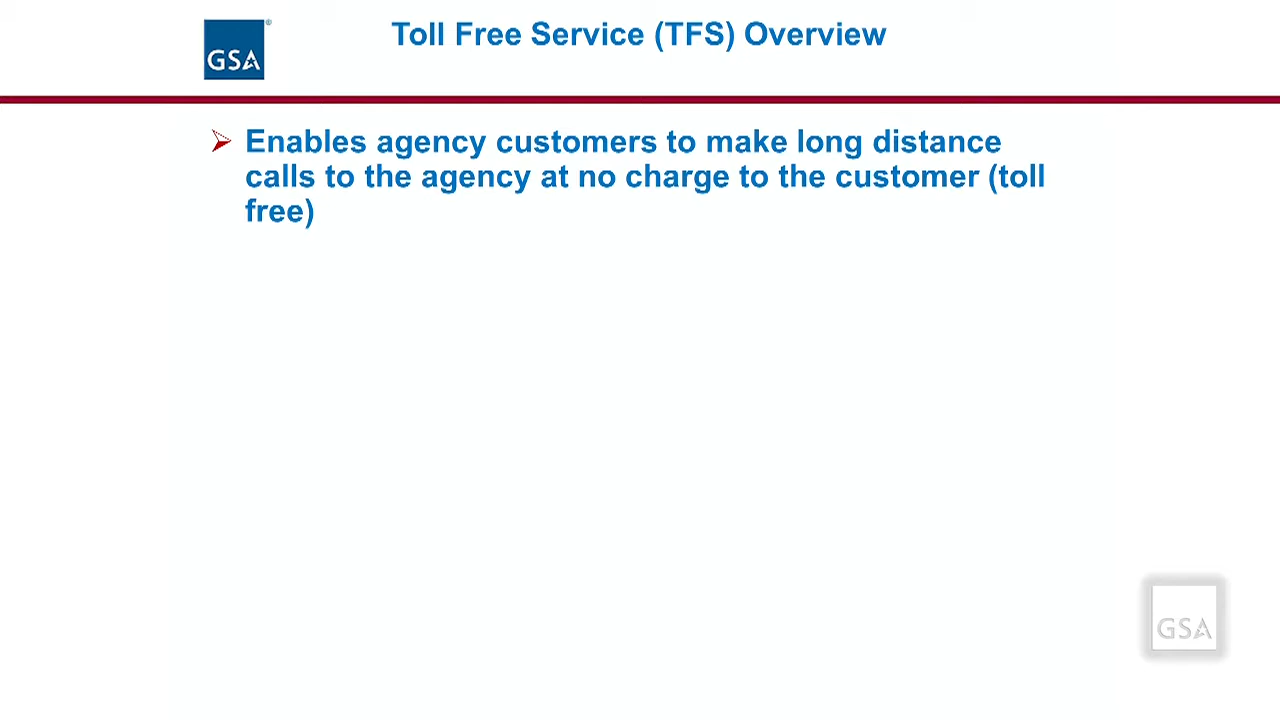 GSA
Toll Free Service (TFS) Overview
Enables agency customers to make long distance
calls to the agency at no charge to the customer (toll
free)
GSA